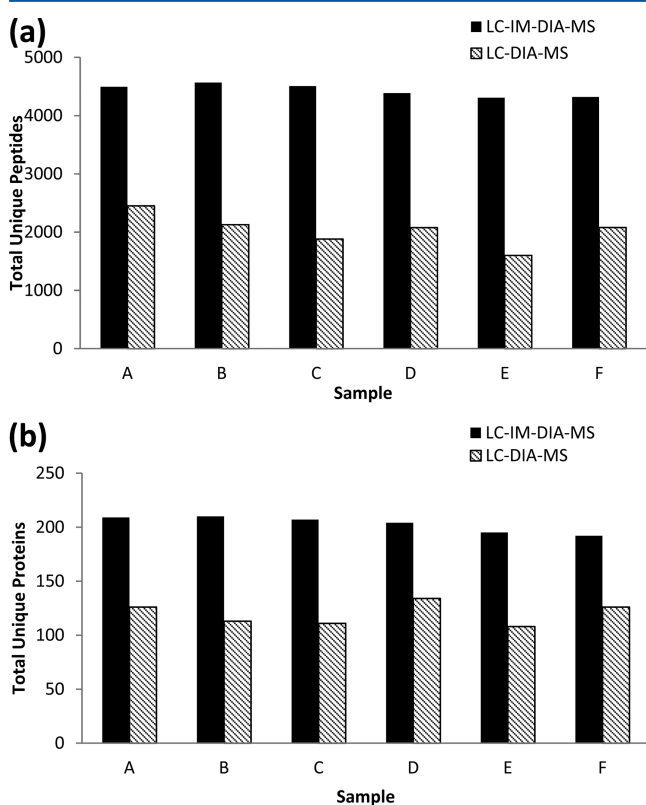 (a)
LC-IM-DIA-MS
LC-DIA-MS
Total Unique Peptides
5000
4000
3000
2000
1000
0
A B C D E F
Sample
(b)
LC-IM-DIA-MS
LC-DIA-MS
Total Unique Proteins
250
200
150
100
50
0
A B C D E F
Sample